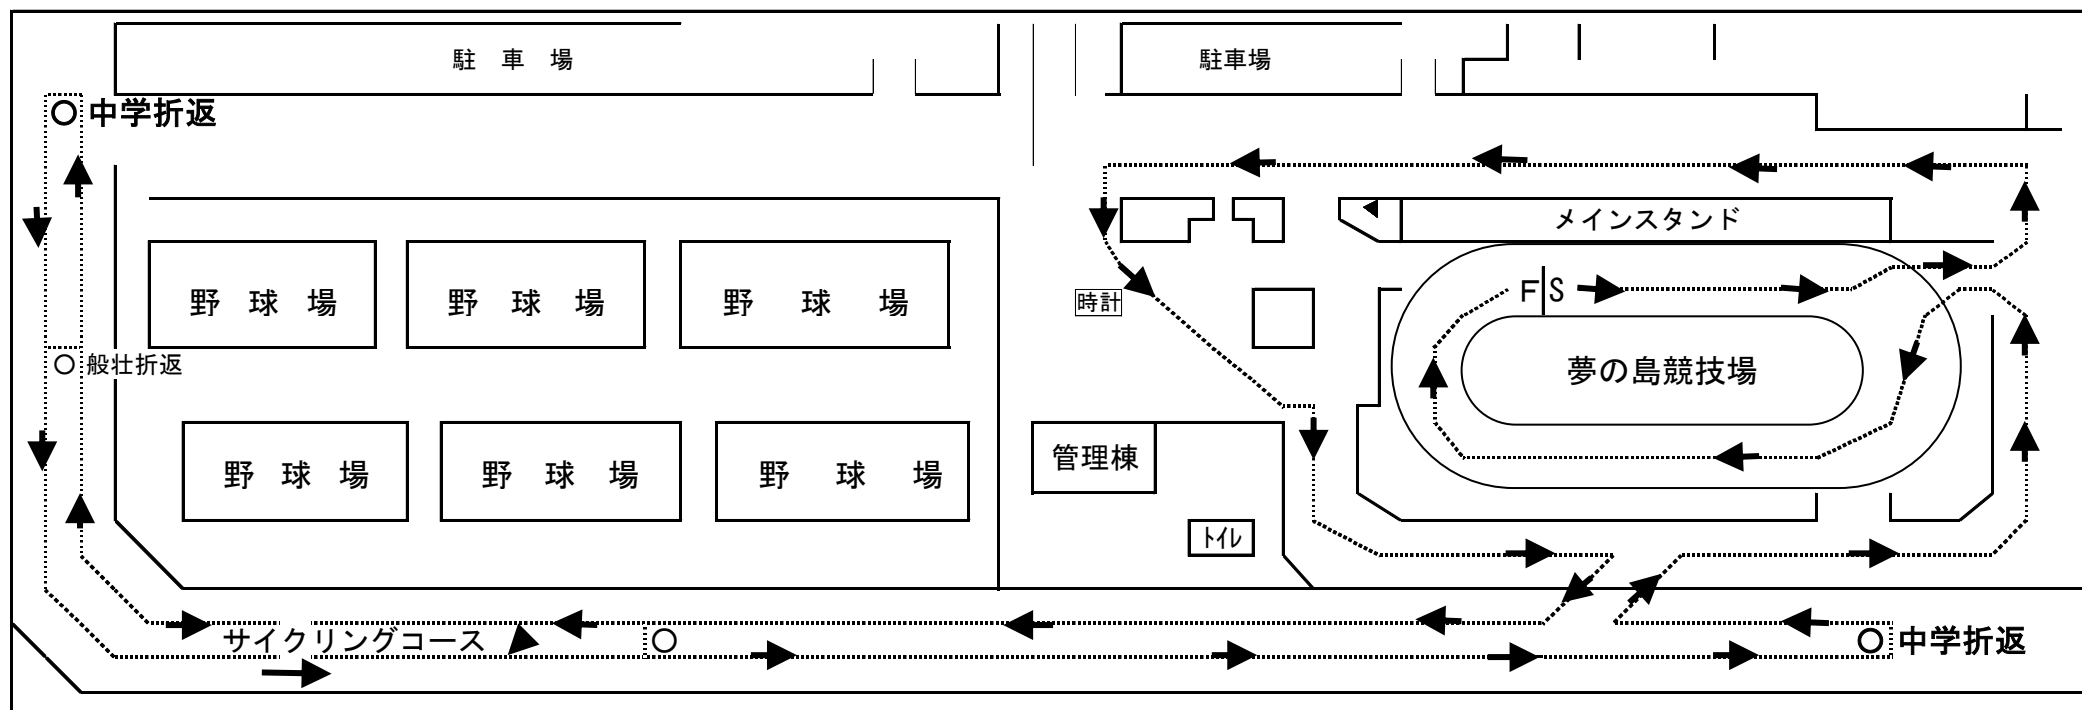 駐 車 場
駐車場
中学折返
メインスタンド
野 球 場
野 球 場
野 球 場
時計
F S
般壮折返
夢の島競技場
野 球 場
野 球 場
野 球 場
管理棟
トイレ
サイクリングコース
中学折返